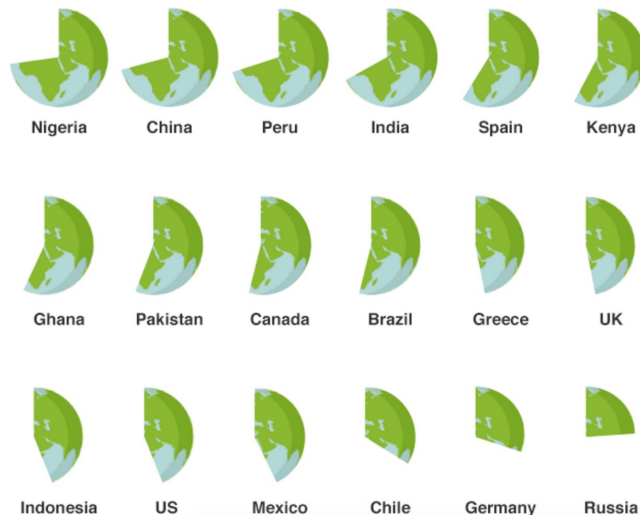 Nigeria China Peru India Spain Kenya
Ghana Pakistan Canada Brazil Greece UK
Indonesia US Mexico Chile Germany Russia